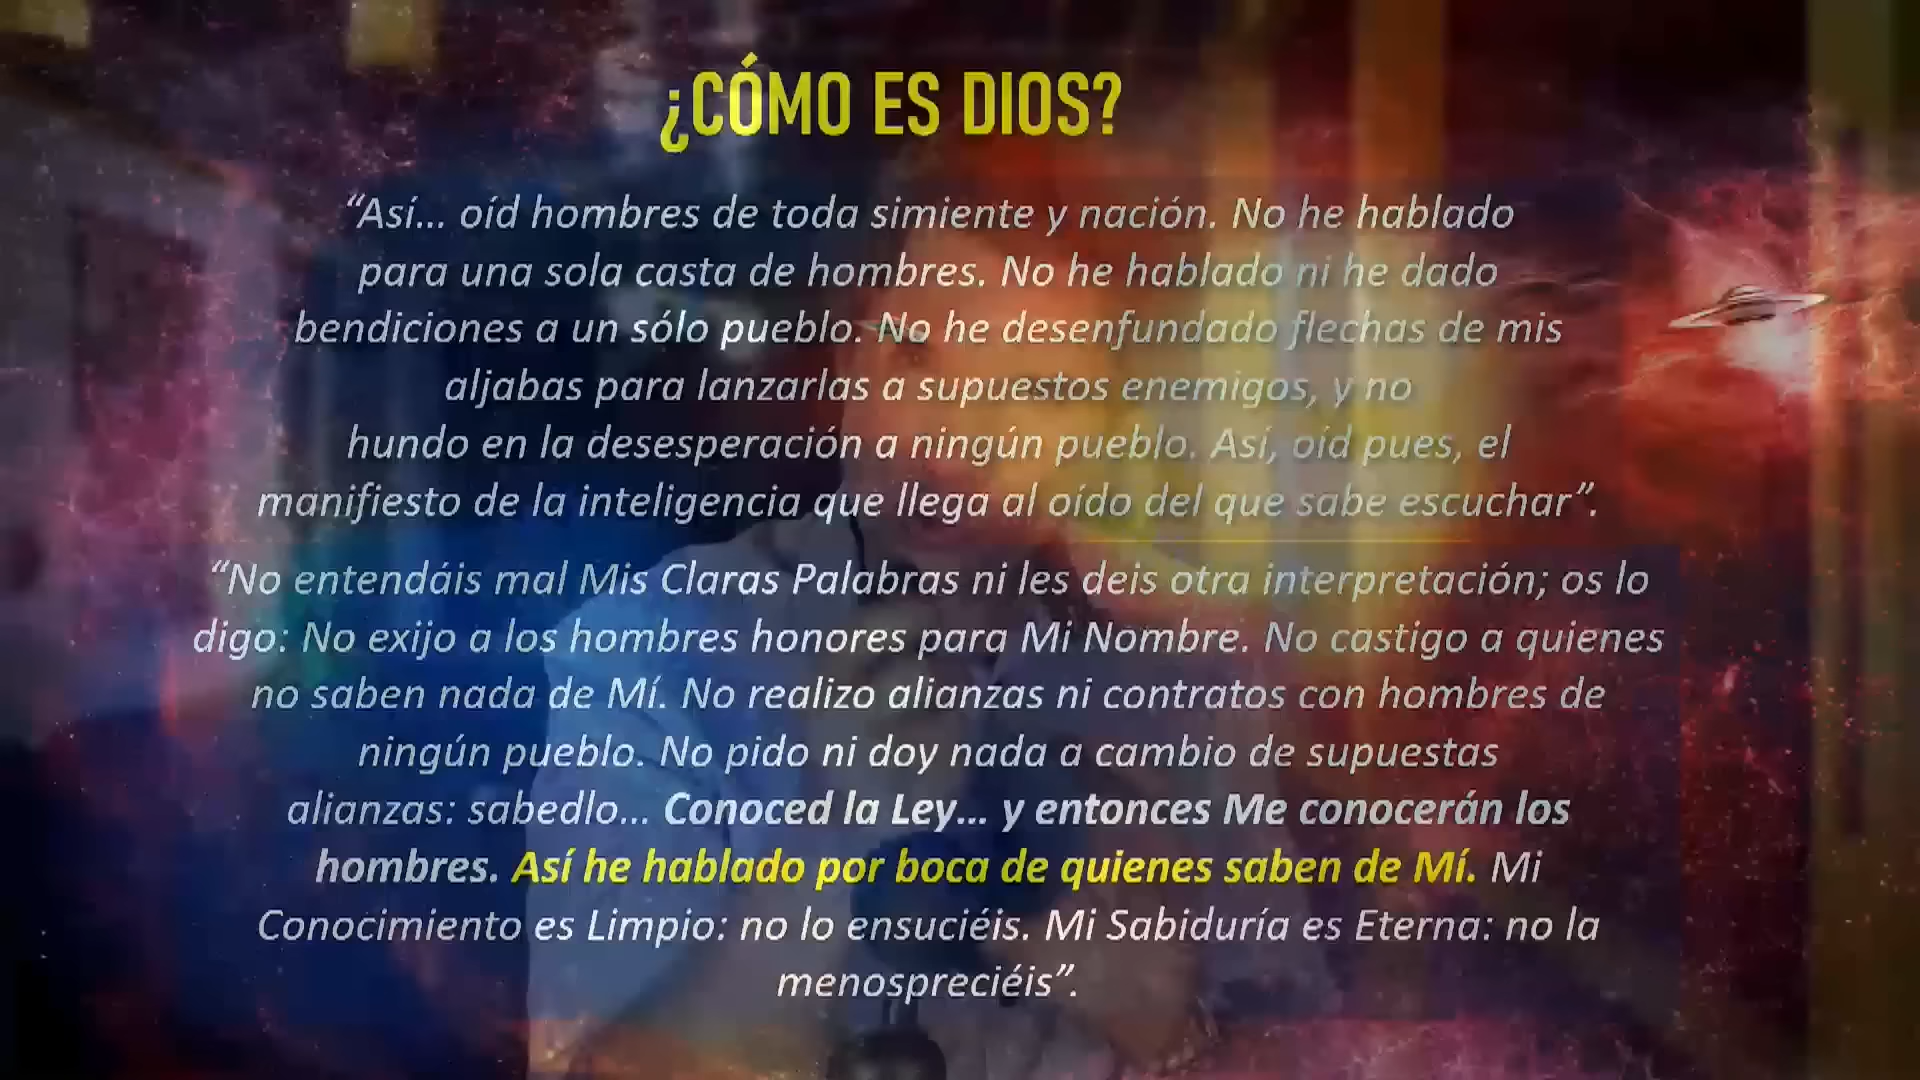 ¿CÓMO ES DIOS?
“Así... oíd hombres de toda simiente y nación. No he hablado
para una sola casta de hombres. No he hablado ni he dado
bendiciones a un sólo pueblo. No he desenfundado flechas de mis
aljabas para lanzarlas a supuestos enemigos, y no
hundo en la desesperación a ningún pueblo. Así, oíd pues, el
manifiesto de la inteligencia que llega al oído del que sabe escuchar”.
“No entendáis mal Mis Claras Palabras ni les deis otra interpretación; os lo
digo: No exijo a los hombres honores para Mi Nombre. No castigo a quienes
no saben nada de Mí. No realizo alianzas ni contratos con hombres de
ningún pueblo. No pido ni doy nada a cambio de supuestas
alianzas: sabedlo... Conoced la Ley... y entonces Me conocerán los
hombres. Así he hablado por boca de quienes saben de Mí. Mi
Conocimiento es Limpio: no lo ensuciéis. Mi Sabiduría es Eterna: no la
menospreciéis”.